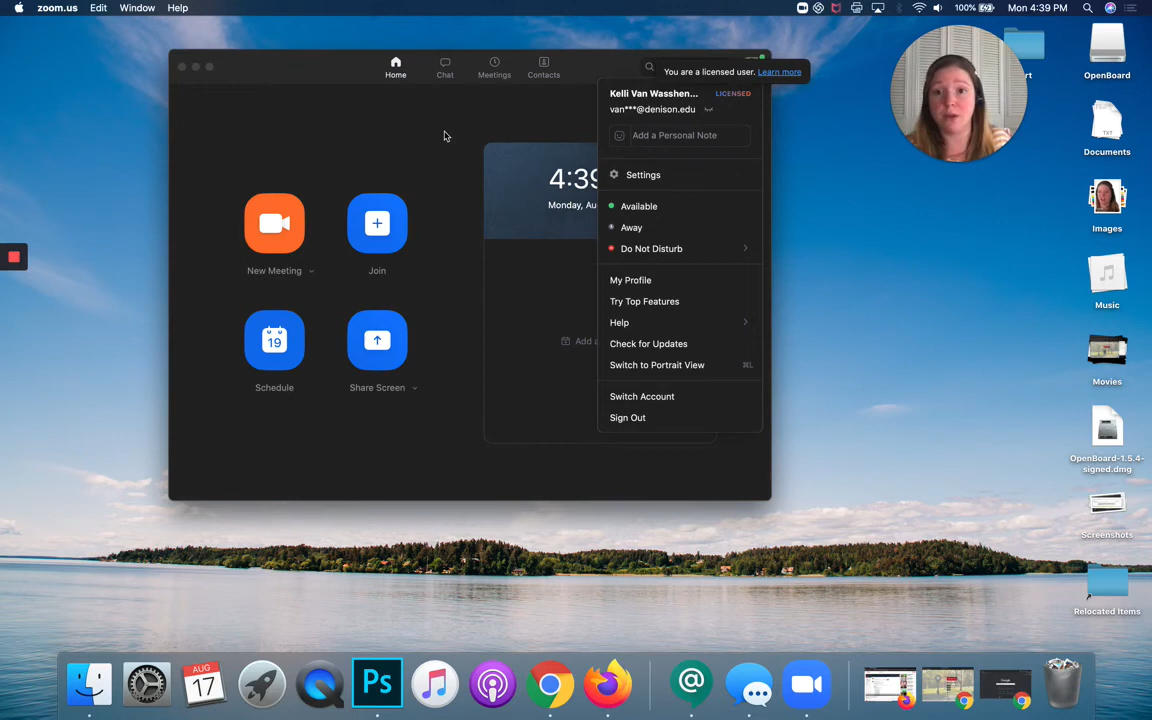 zoom.us Edit Window Help
100% Mon 4:39 PM
Home Chat Meetings Contacts
You are a licensed user. Learn more
Kelli Van Wasshen... LICENSED
van***@denison.edu
Add a Personal Note
Settings
Available
Away
Do Not Disturb
My Profile
Try Top Features
Help
Check for Updates
Switch to Portrait View ⌘L
Switch Account
Sign Out
4:39
Monday, Au
Add a
New Meeting
Join
19
Schedule
Share Screen
OpenBoard
TXT
Documents
Images
Music
Movies
OpenBoard-1.5.4-
signed.dmg
Screenshots
Relocated Items
AUG
17
Ps
@